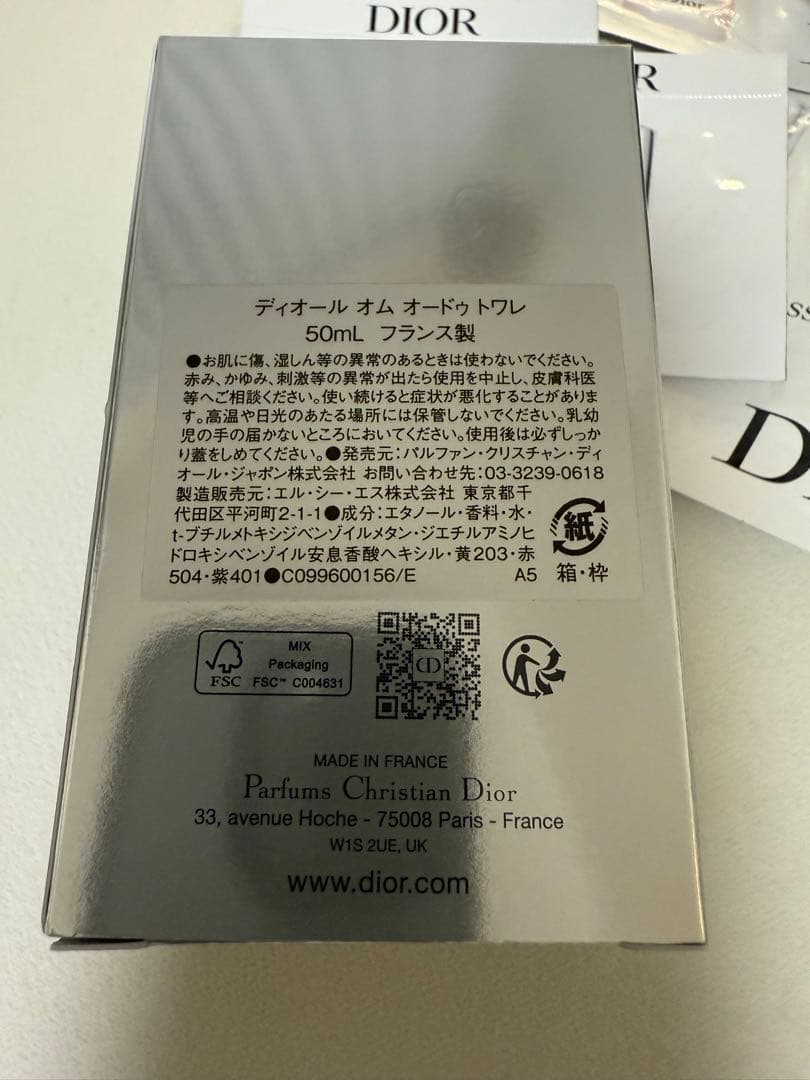 DIOR
Dior
R
SS
D
ディオール オム オードゥ トワレ
50mL フランス製
●お肌に傷、湿しん等の異常のあるときは使わないでください。
赤み、かゆみ、刺激等の異常が出たら使用を中止し、皮膚科医
等へご相談ください。使い続けると症状が悪化することがありま
す。高温や日光のあたる場所には保管しないでください。乳幼
児の手の届かないところにおいてください。使用後は必ずしっか
り蓋をしめてください。●発売元:パルファン・クリスチャン・ディ
オール・ジャポン株式会社 お問い合わせ先:03-3239-0618
製造販売元:エル・シー・エス株式会社 東京都千
代田区平河町2-1-1●成分:エタノール・香料・水・
t-ブチルメトキシジベンゾイルメタン・ジエチルアミノヒ
ドロキシベンゾイル安息香酸ヘキシル・黄203・赤
504・紫401●C099600156/E A5
紙
箱・枠
FSC™
MIX
Packaging
FSC™ C004631
CD
MADE IN FRANCE
Parfums Christian Dior
33, avenue Hoche - 75008 Paris - France
W1S 2UE, UK
www.dior.com